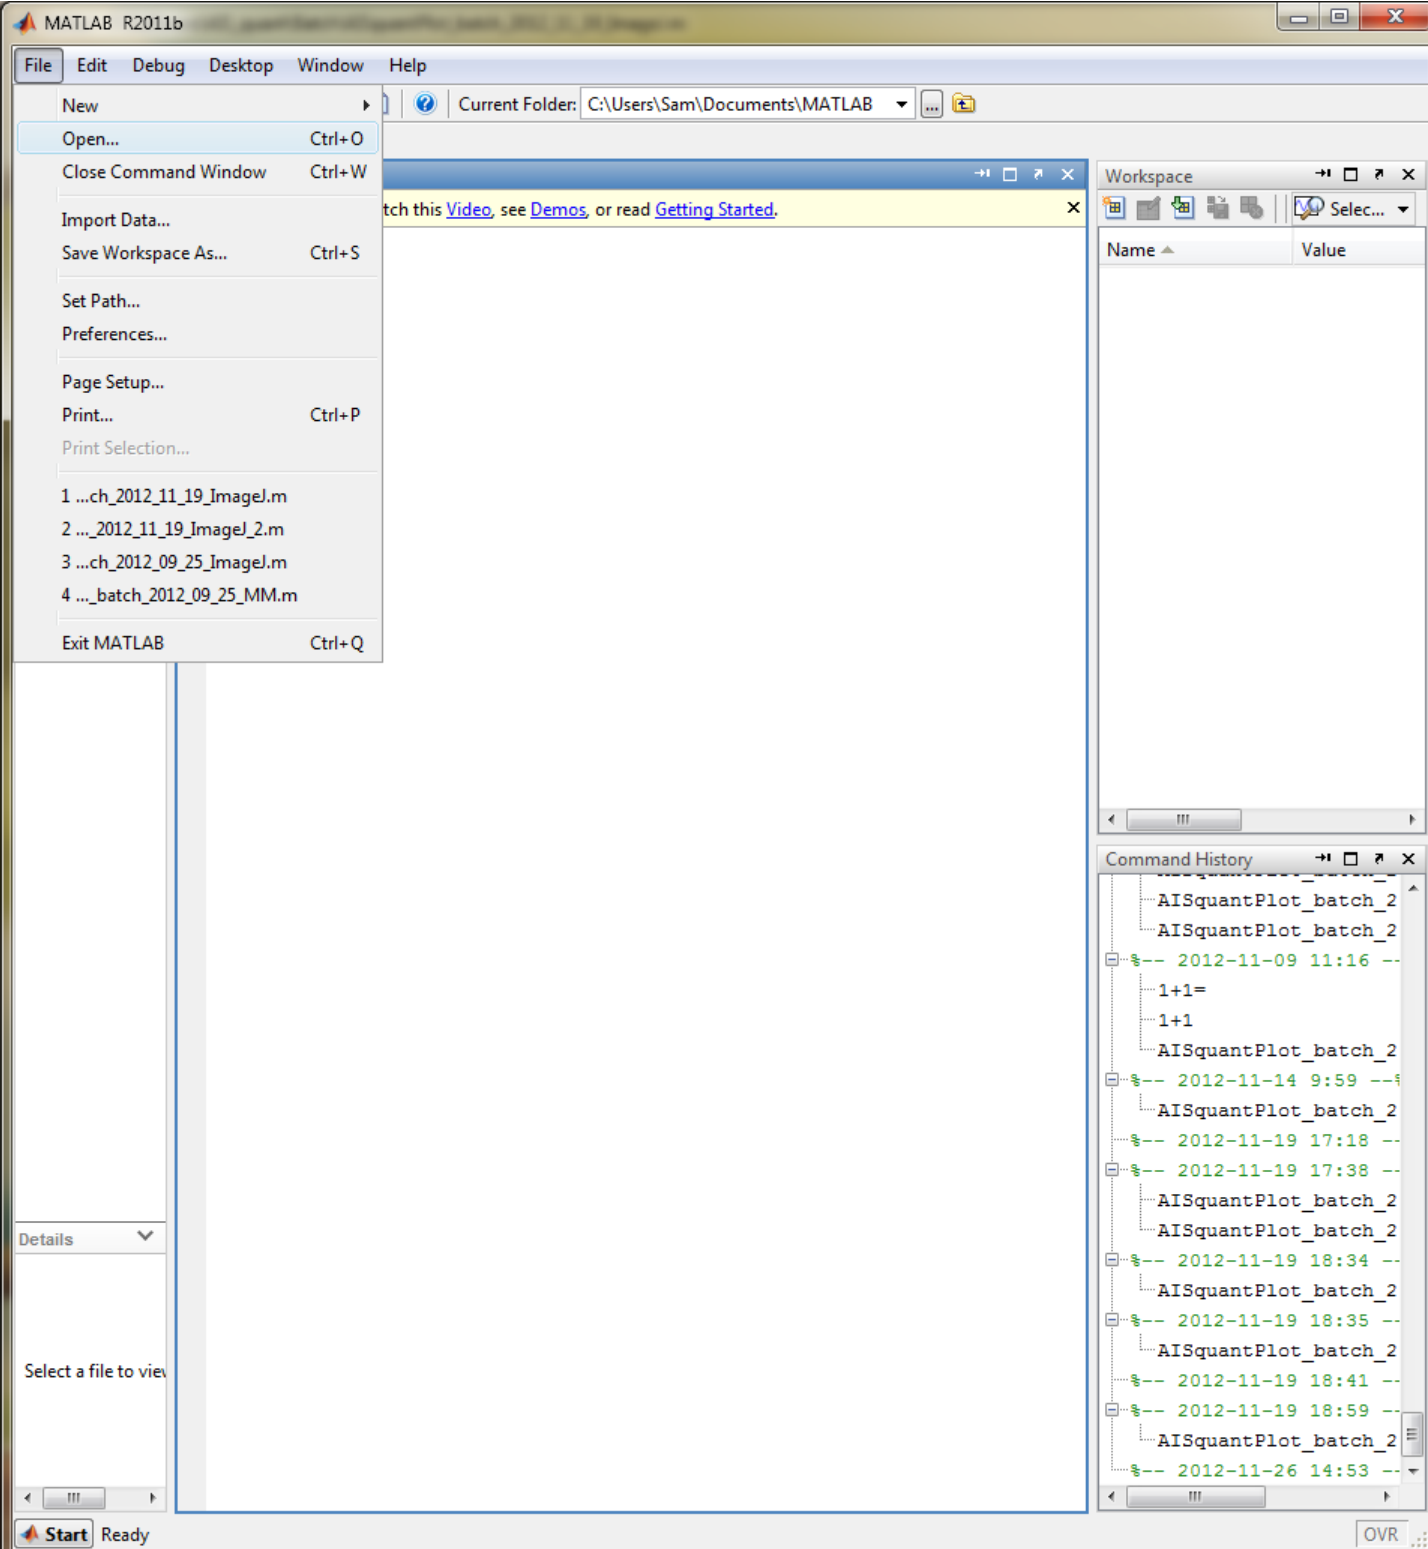 MATLAB R2011b
File Edit Debug Desktop Window Help
Current Folder: C:\Users\Sam\Documents\MATLAB ...
New
Open... Ctrl+O
Close Command Window Ctrl+W
Import Data...
Save Workspace As... Ctrl+S
Set Path...
Preferences...
Page Setup...
Print... Ctrl+P
Print Selection...
1 ...ch_2012_11_19_ImageJ.m
2 ..._2012_11_19_ImageJ_2.m
3 ...ch_2012_09_25_ImageJ.m
4 ..._batch_2012_09_25_MM.m
Exit MATLAB Ctrl+Q
tch this Video, see Demos, or read Getting Started.
Workspace
Selec...
Name Value
Command History
AISquantPlot_batch_2
AISquantPlot_batch_2
%-- 2012-11-09 11:16 --
1+1=
1+1
AISquantPlot_batch_2
%-- 2012-11-14 9:59 --%
AISquantPlot_batch_2
%-- 2012-11-19 17:18 --
%-- 2012-11-19 17:38 --
AISquantPlot_batch_2
AISquantPlot_batch_2
%-- 2012-11-19 18:34 --
AISquantPlot_batch_2
%-- 2012-11-19 18:35 --
AISquantPlot_batch_2
%-- 2012-11-19 18:41 --
%-- 2012-11-19 18:59 --
AISquantPlot_batch_2
%-- 2012-11-26 14:53 --
Details
Select a file to view
Start Ready
OVR